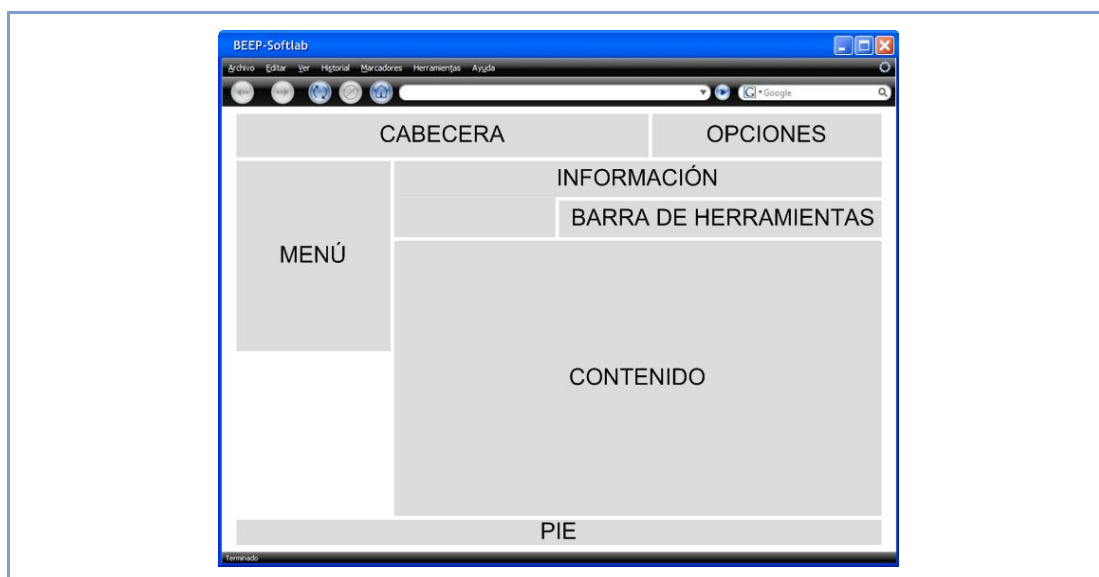 BEEP-Softlab
Archivo Editar Ver Historial Marcadores Herramientas Ayuda
G Google
CABECERA
OPCIONES
INFORMACIÓN
BARRA DE HERRAMIENTAS
MENÚ
CONTENIDO
PIE
Terminado